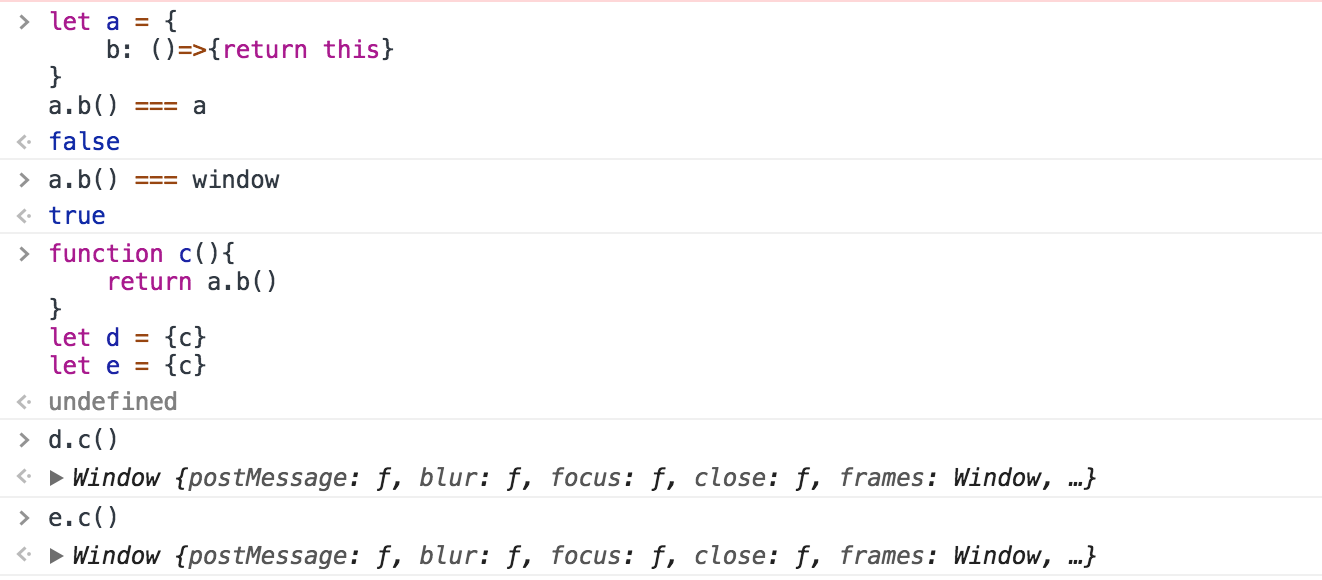 > let a = {
b: ()=>{return this}
}
a.b() === a
false
> a.b() === window
true
> function c(){
return a.b()
}
let d = {c}
let e = {c}
undefined
> d.c()
▶ Window {postMessage: ƒ, blur: ƒ, focus: ƒ, close: ƒ, frames: Window, …}
> e.c()
▶ Window {postMessage: ƒ, blur: ƒ, focus: ƒ, close: ƒ, frames: Window, …}